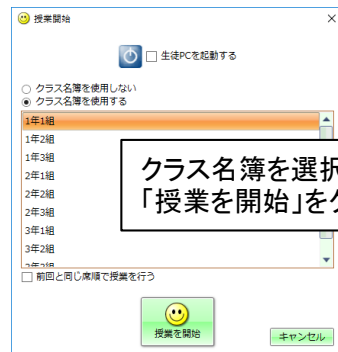 授業開始
生徒PCを起動する
クラス名簿を使用しない
クラス名簿を使用する
1年1組
1年2組
1年3組
2年1組
2年2組
2年3組
3年1組
3年2組
クラス名簿を選択
「授業を開始」を
前回と同じ席順で授業を行う
授業を開始
キャンセル